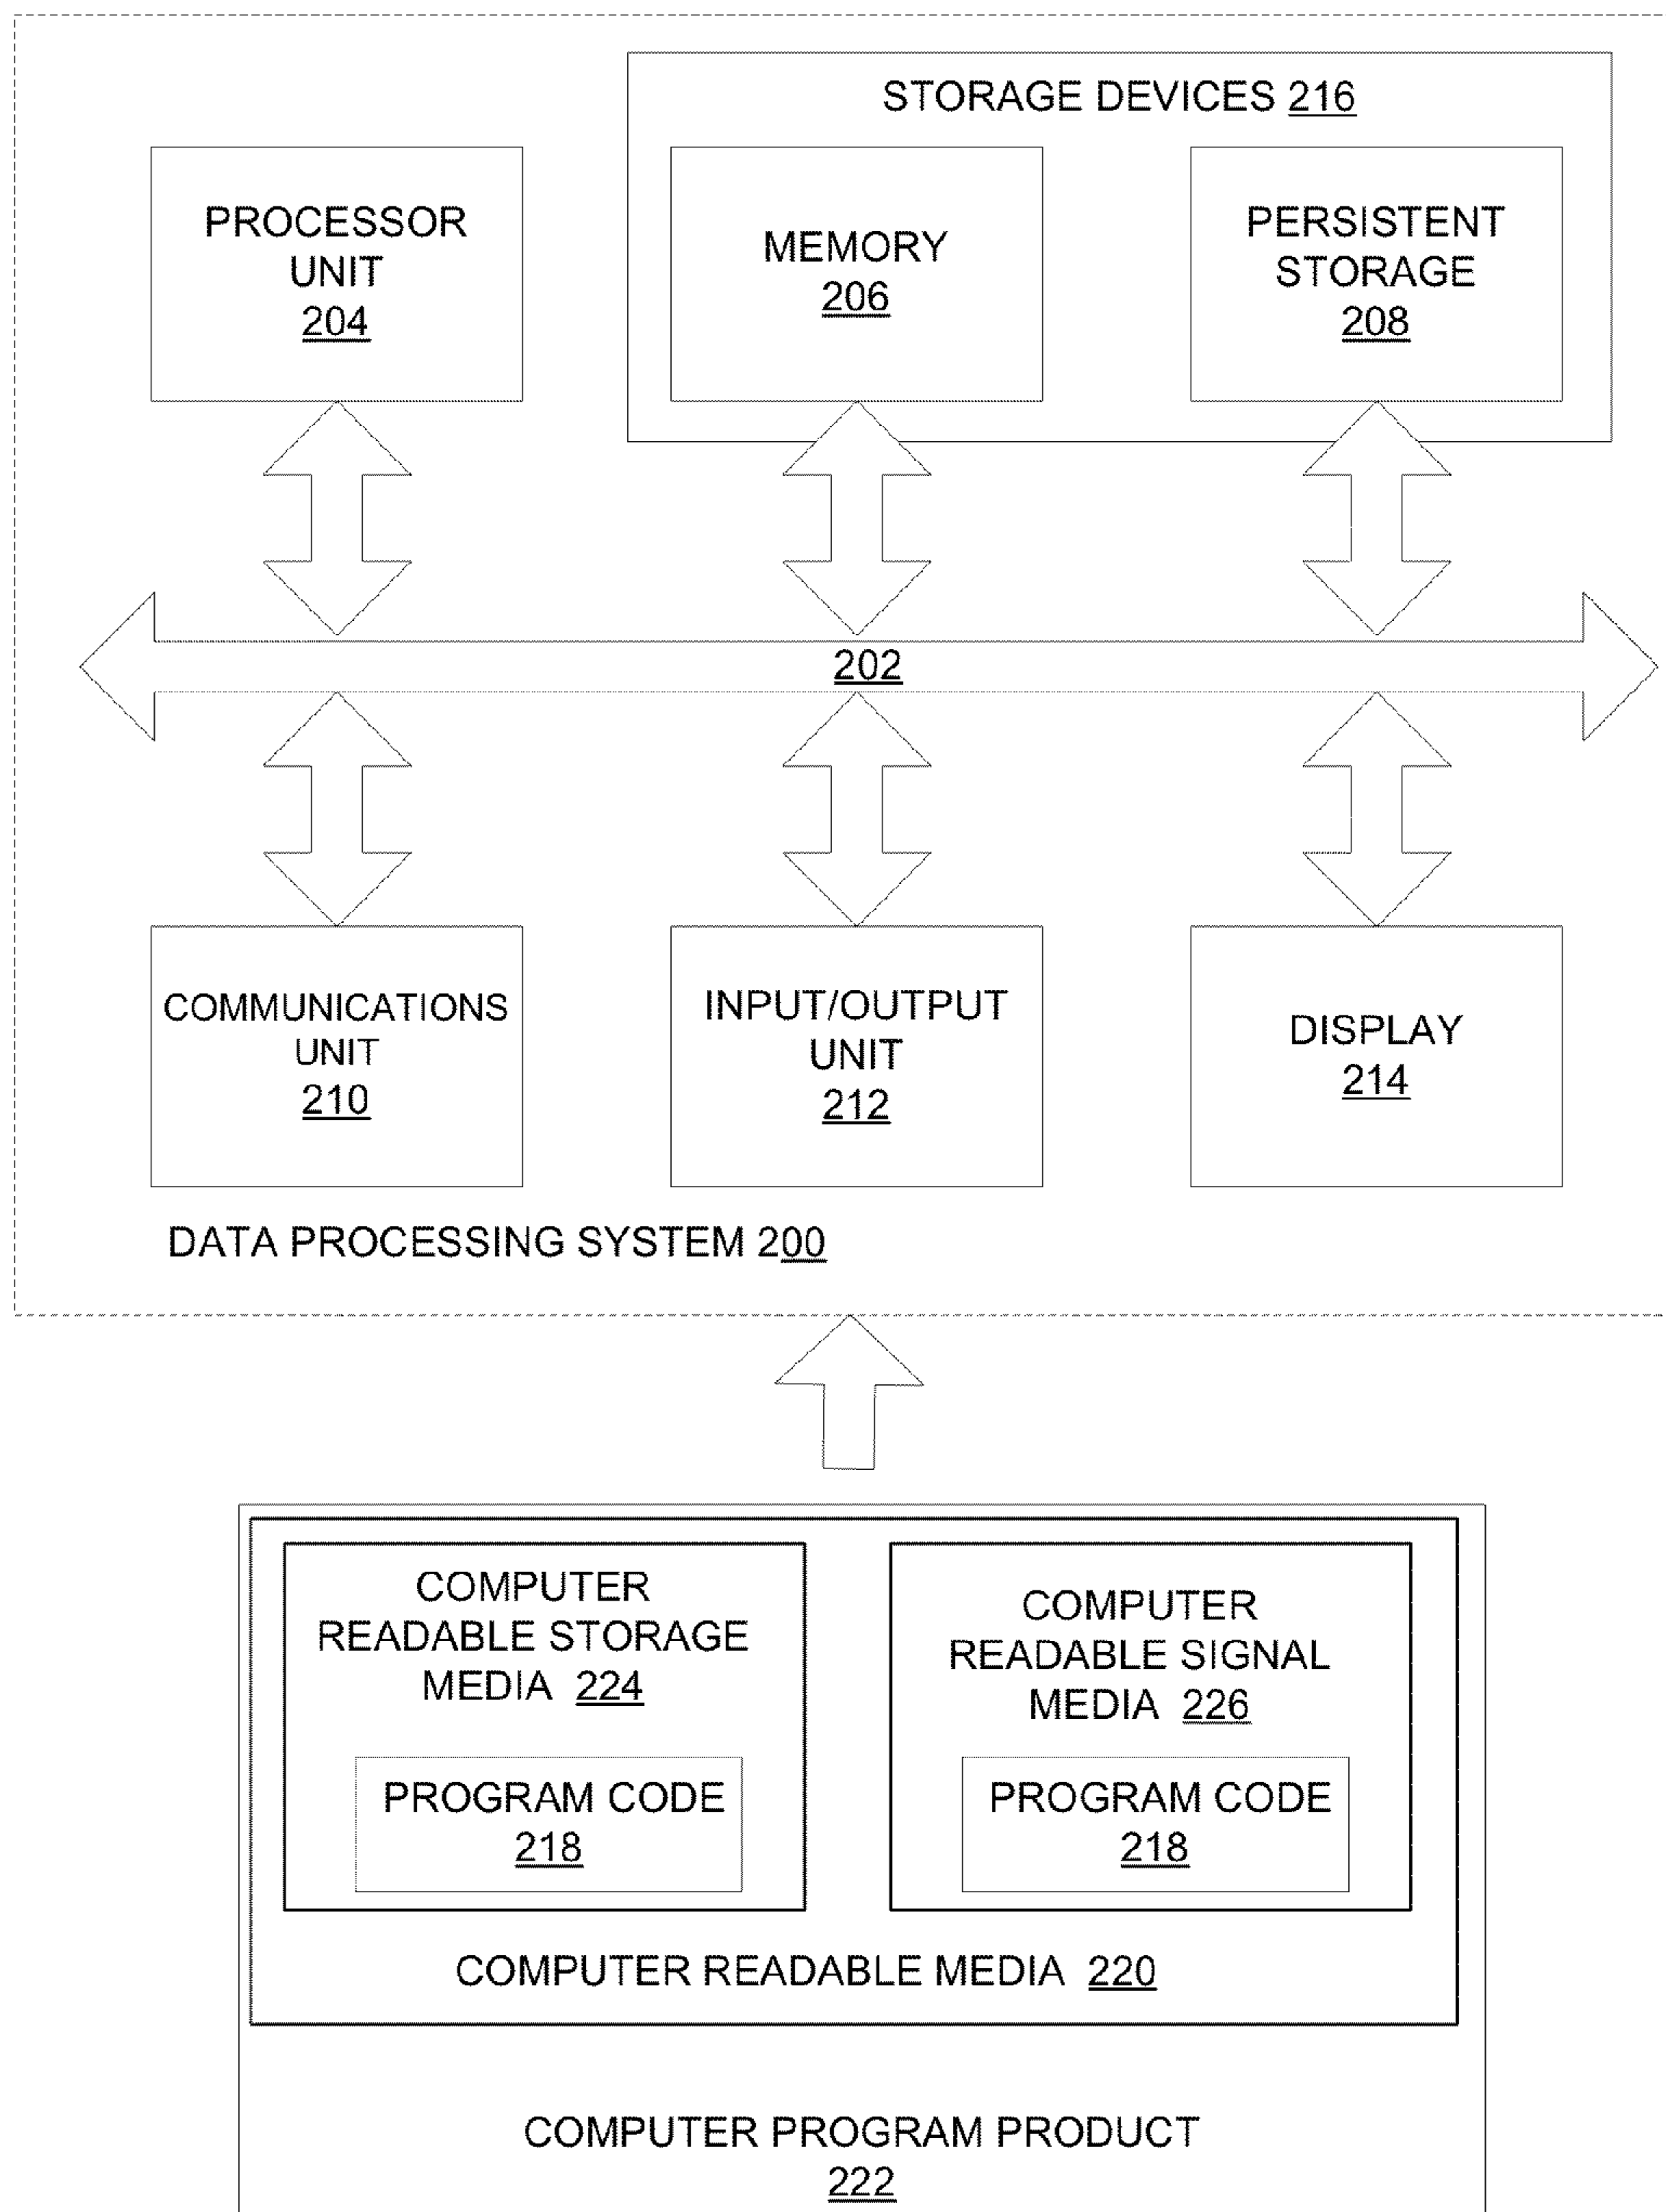 STORAGE DEVICES 216
PROCESSOR
UNIT
204
MEMORY
206
PERSISTENT
STORAGE
208
202
COMMUNICATIONS
UNIT
210
INPUT/OUTPUT
UNIT
212
DISPLAY
214
DATA PROCESSING SYSTEM 200
COMPUTER
READABLE STORAGE
MEDIA 224
PROGRAM CODE
218
COMPUTER
READABLE SIGNAL
MEDIA 226
PROGRAM CODE
218
COMPUTER READABLE MEDIA 220
COMPUTER PROGRAM PRODUCT
222